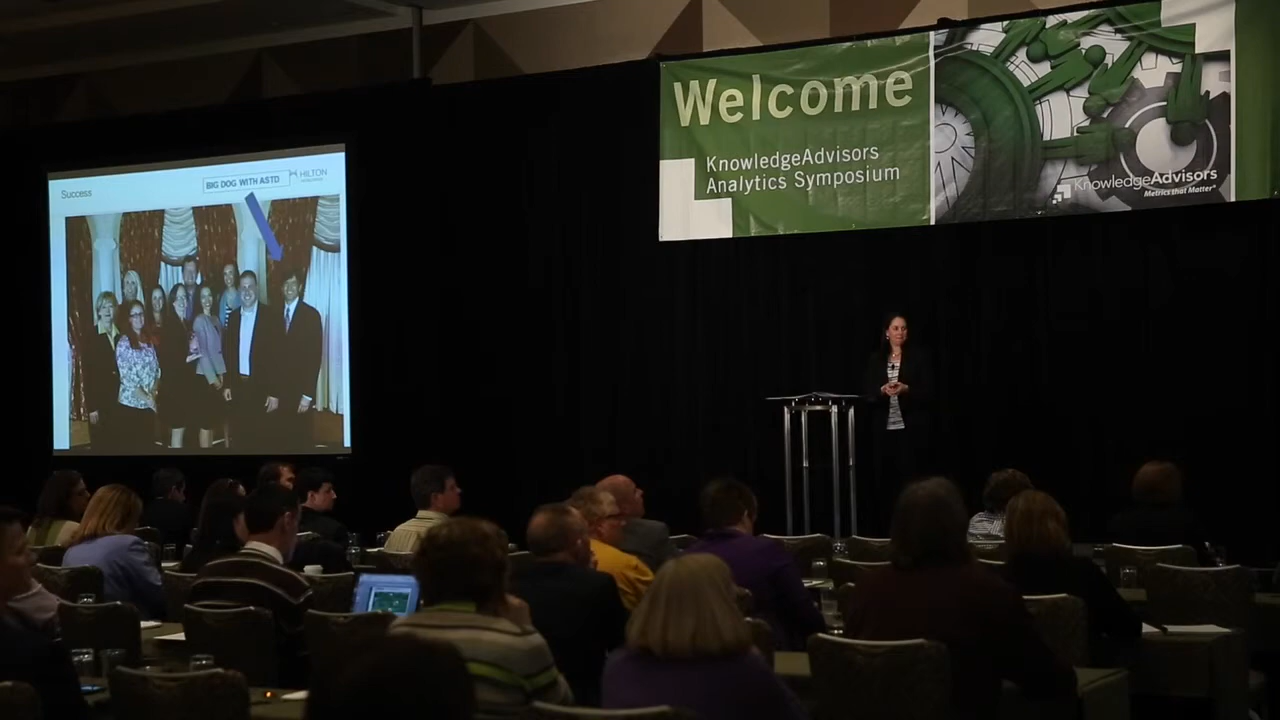 Welcome
KnowledgeAdvisors
Analytics Symposium
KnowledgeAdvisors
Metrics that Matter®
Success
BIG DOG WITH ASTD
HILTON